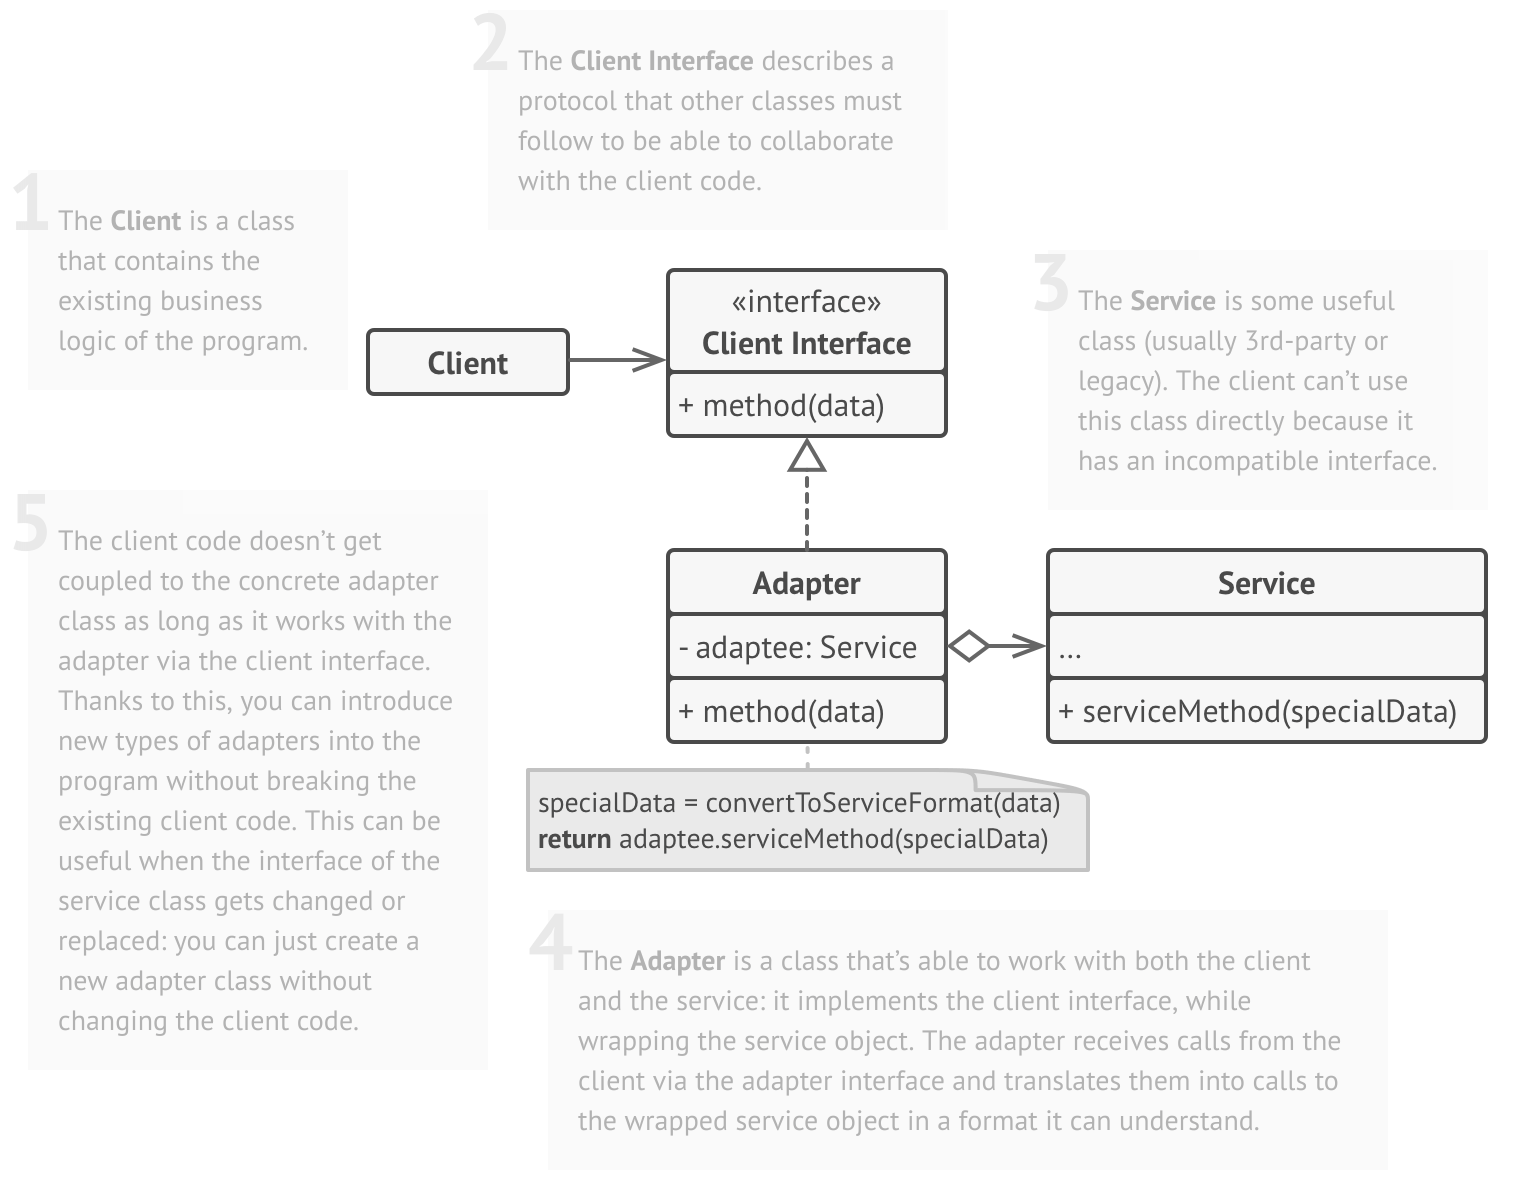 1
The Client is a class
that contains the
existing business
logic of the program.
2
The Client Interface describes a
protocol that other classes must
follow to be able to collaborate
with the client code.
Client
«interface»
Client Interface
+ method(data)
3
The Service is some useful
class (usually 3rd-party or
legacy). The client can’t use
this class directly because it
has an incompatible interface.
Adapter
- adaptee: Service
+ method(data)
Service
...
+ serviceMethod(specialData)
specialData = convertToServiceFormat(data)
return adaptee.serviceMethod(specialData)
4
The Adapter is a class that’s able to work with both the client
and the service: it implements the client interface, while
wrapping the service object. The adapter receives calls from the
client via the adapter interface and translates them into calls to
the wrapped service object in a format it can understand.
5
The client code doesn’t get
coupled to the concrete adapter
class as long as it works with the
adapter via the client interface.
Thanks to this, you can introduce
new types of adapters into the
program without breaking the
existing client code. This can be
useful when the interface of the
service class gets changed or
replaced: you can just create a
new adapter class without
changing the client code.